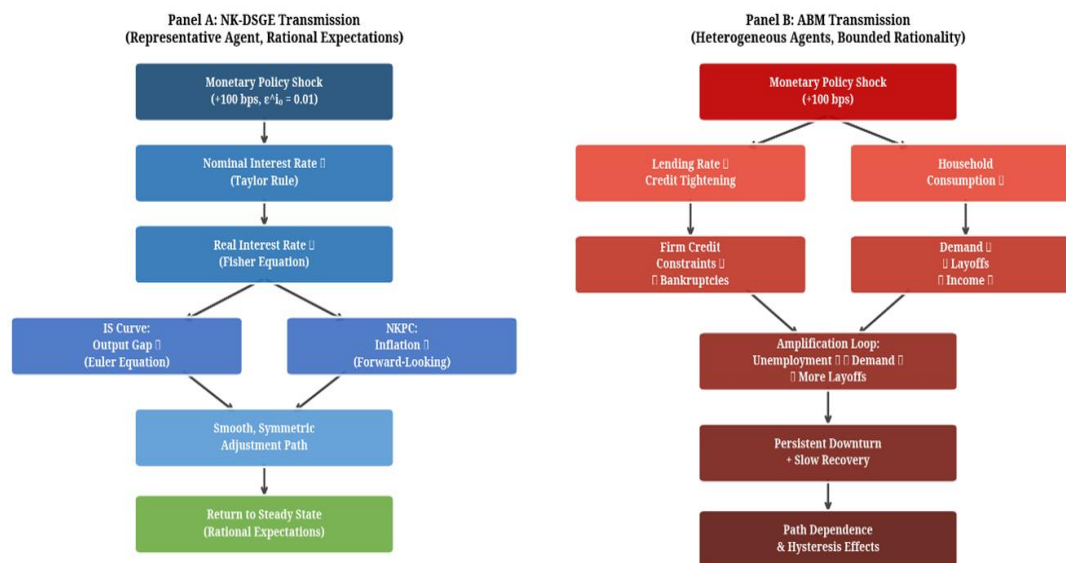 Panel A: NK-DSGE Transmission
(Representative Agent, Rational Expectations)
Monetary Policy Shock
(+100 bps, ε^i₀ = 0.01)
Nominal Interest Rate ▯
(Taylor Rule)
Real Interest Rate ▯
(Fisher Equation)
IS Curve:
Output Gap ▯
(Euler Equation)
NKPC:
Inflation ▯
(Forward-Looking)
Smooth, Symmetric
Adjustment Path
Return to Steady State
(Rational Expectations)
Panel B: ABM Transmission
(Heterogeneous Agents, Bounded Rationality)
Monetary Policy Shock
(+100 bps)
Lending Rate ▯
Credit Tightening
Household
Consumption ▯
Firm Credit
Constraints ▯
▯ Bankruptcies
Demand ▯
▯ Layoffs
▯ Income ▯
Amplification Loop:
Unemployment ▯ ▯ Demand ▯
▯ More Layoffs
Persistent Downturn
+ Slow Recovery
Path Dependence
& Hysteresis Effects